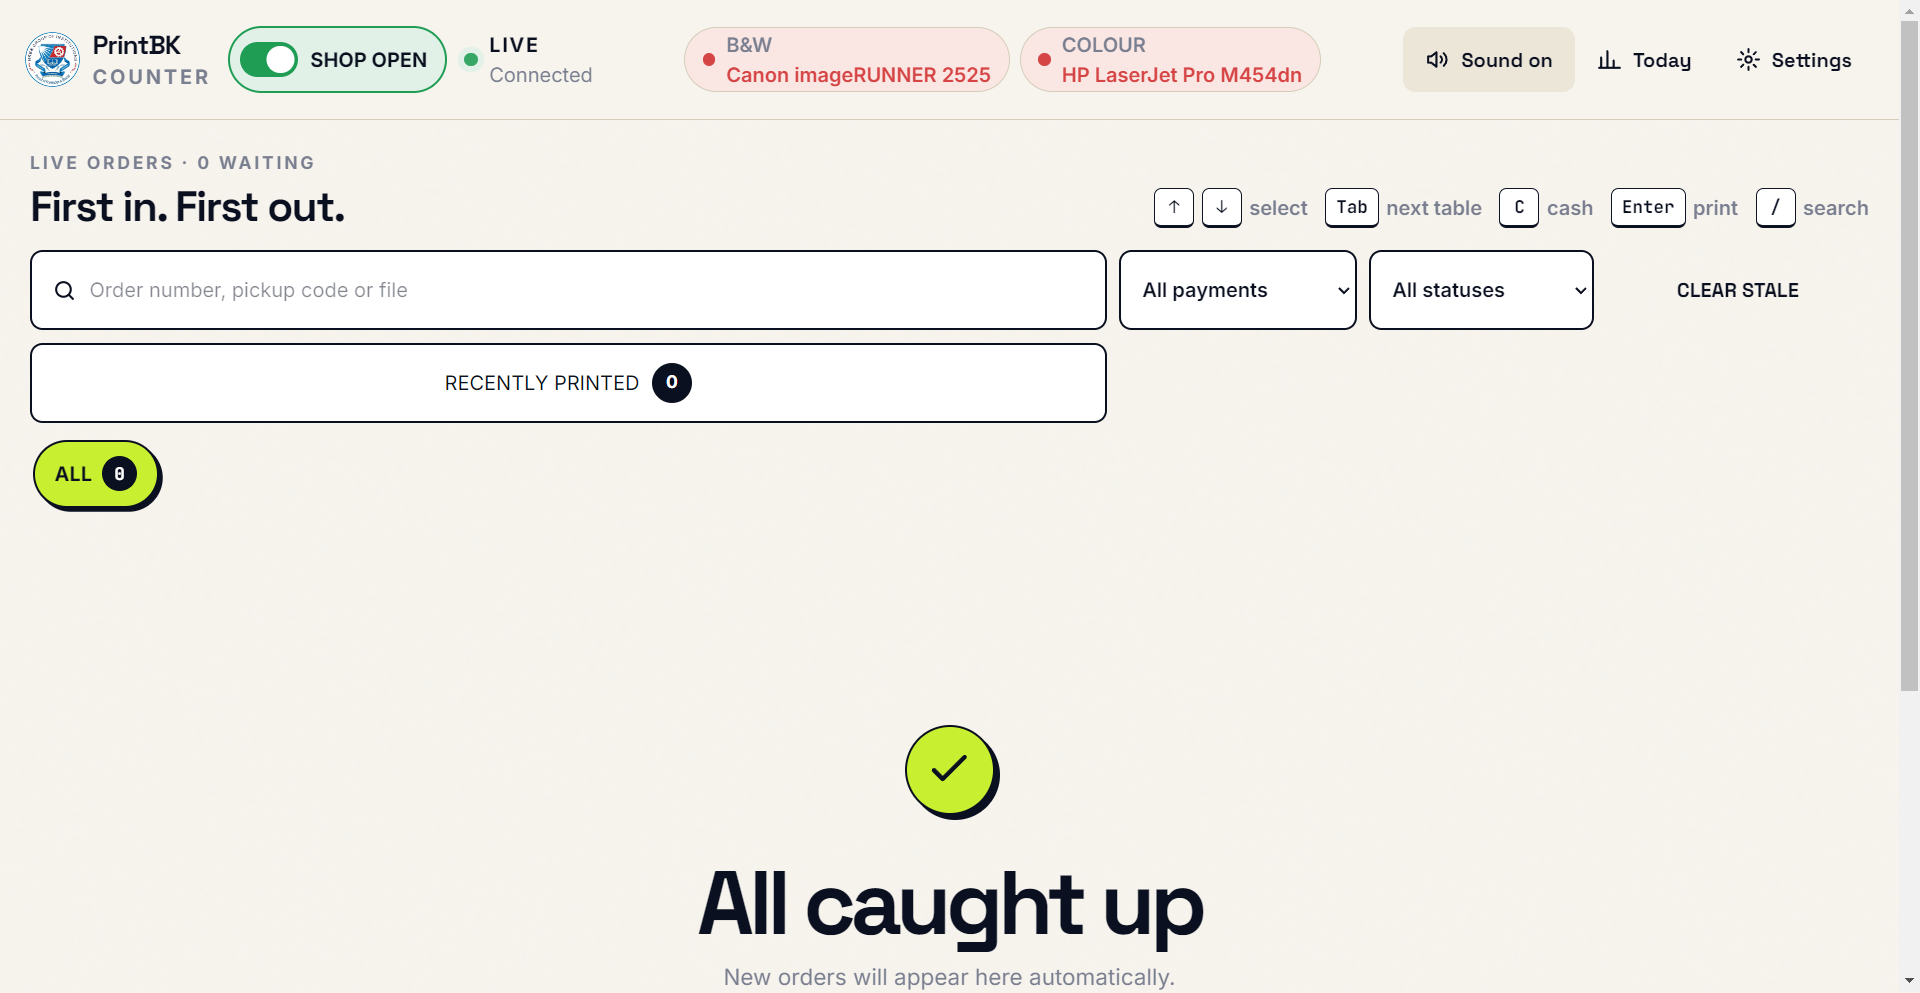 PrintBK
COUNTER
SHOP OPEN
LIVE
Connected
B&W
Canon imageRUNNER 2525
COLOUR
HP LaserJet Pro M454dn
Sound on
Today
Settings
LIVE ORDERS · 0 WAITING
First in. First out.
↑ ↓ select Tab next table C cash Enter print / search
Order number, pickup code or file
All payments
All statuses
CLEAR STALE
RECENTLY PRINTED 0
ALL 0
All caught up
New orders will appear here automatically.